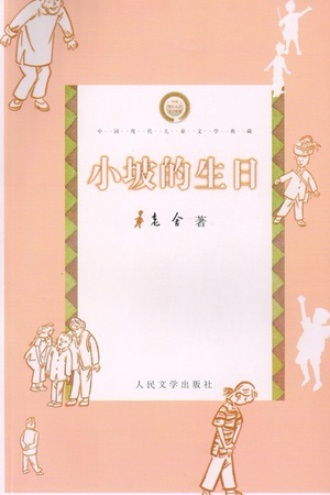 中国现代儿童文学典藏
小坡的生日
老舍 著
人民文学出版社